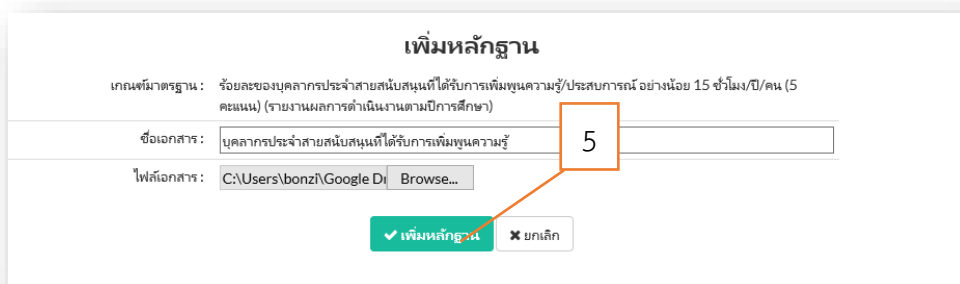 เพิ่มหลักฐาน
เกณฑ์มาตรฐาน : ร้อยละของบุคลากรประจำสายสนับสนุนที่ได้รับการเพิ่มพูนความรู้/ประสบการณ์ อย่างน้อย 15 ชั่วโมง/ปี/คน (5
คะแนน) (รายงานผลการดำเนินงานตามปีการศึกษา)
ชื่อเอกสาร : บุคลากรประจำสายสนับสนุนที่ได้รับการเพิ่มพูนความรู้
5
ไฟล์เอกสาร : C:\Users\bonzi\Google Dr Browse...
เพิ่มหลักฐาน ยกเลิก